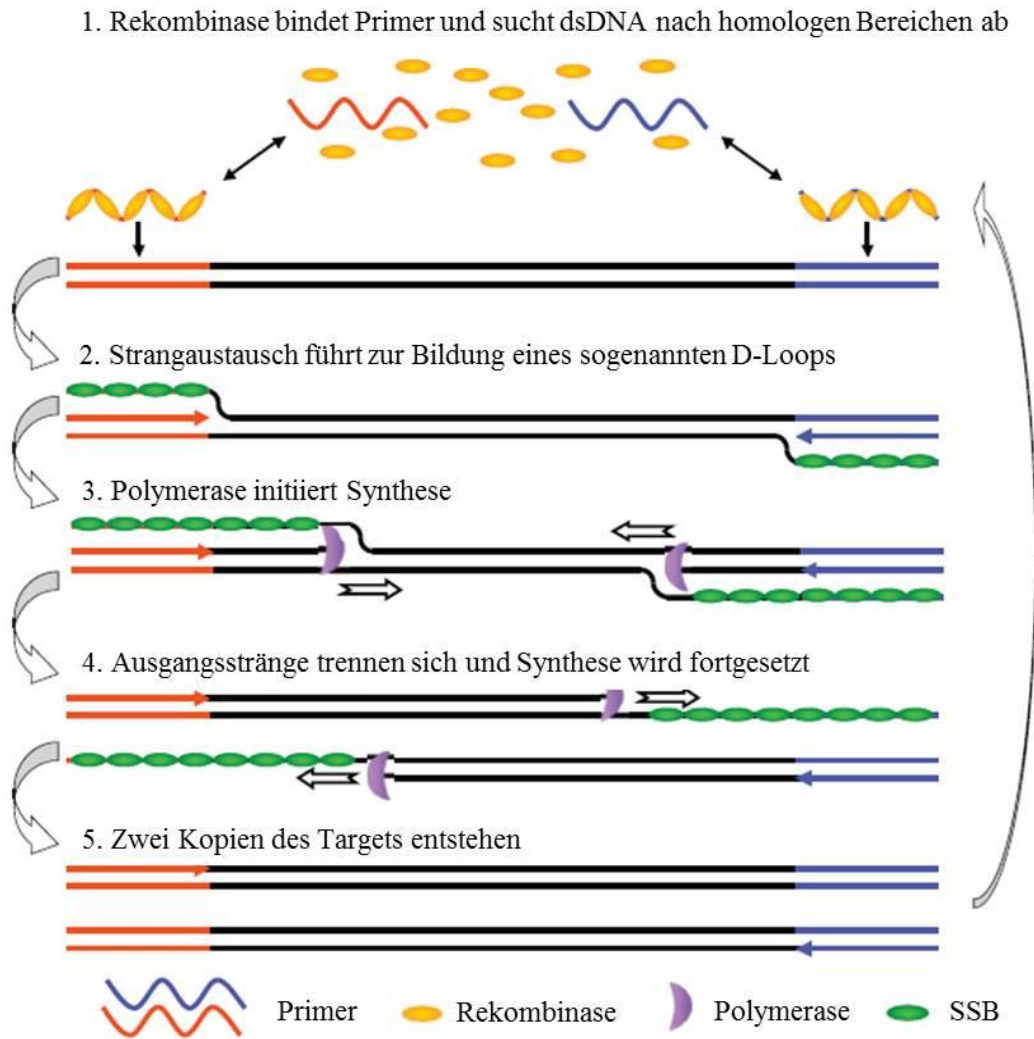 1. Rekombinase bindet Primer und sucht dsDNA nach homologen Bereichen ab
2. Strangaustausch führt zur Bildung eines sogenannten D-Loops
3. Polymerase initiiert Synthese
4. Ausgangsstränge trennen sich und Synthese wird fortgesetzt
5. Zwei Kopien des Targets entstehen
Primer Rekombinase Polymerase SSB